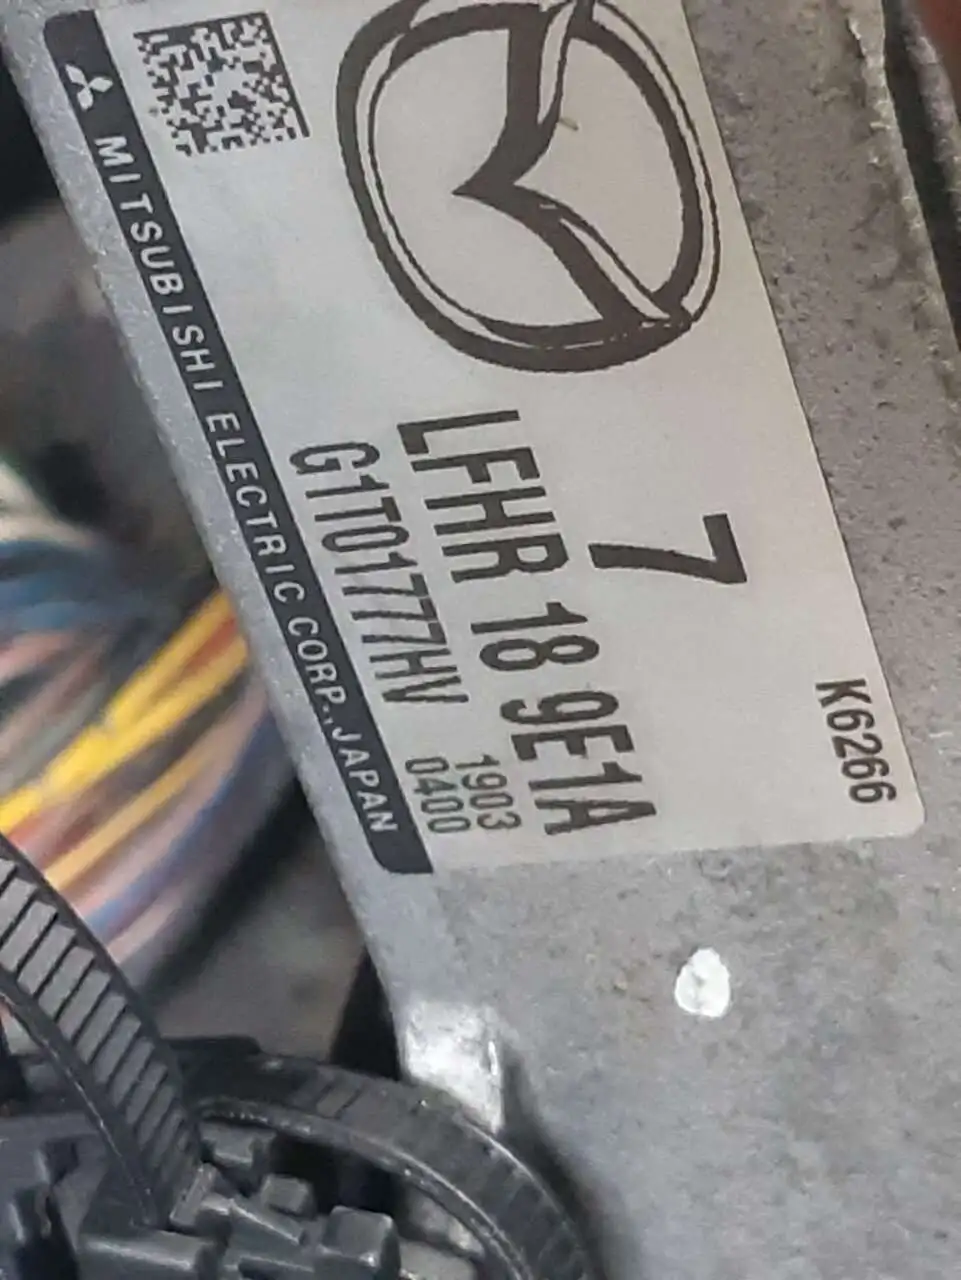 7
K6266
LFHR 18 9E1A
1903
G1T01777HV
0400
MITSUBISHI ELECTRIC CORP. JAPAN